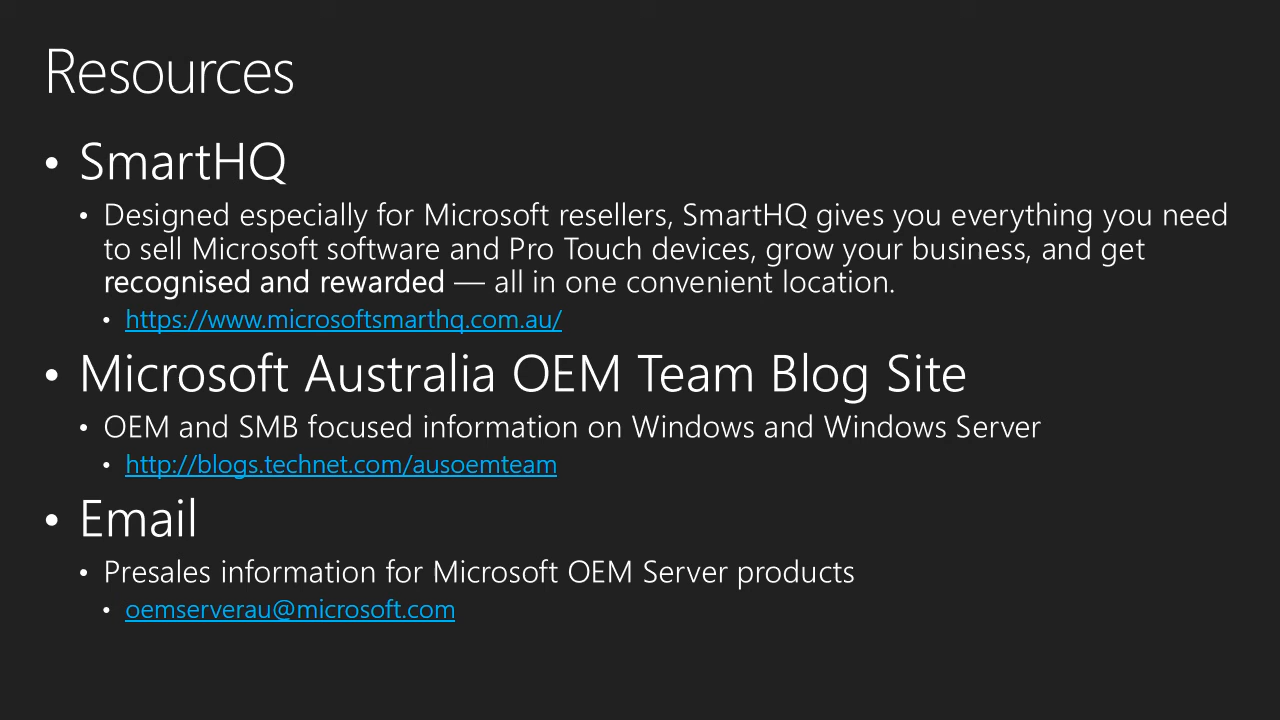 Resources
• SmartHQ
• Designed especially for Microsoft resellers, SmartHQ gives you everything you need
to sell Microsoft software and Pro Touch devices, grow your business, and get
recognised and rewarded — all in one convenient location.
• https://www.microsoftsmarthq.com.au/
• Microsoft Australia OEM Team Blog Site
• OEM and SMB focused information on Windows and Windows Server
• http://blogs.technet.com/ausoemteam
• Email
• Presales information for Microsoft OEM Server products
• oemserverau@microsoft.com